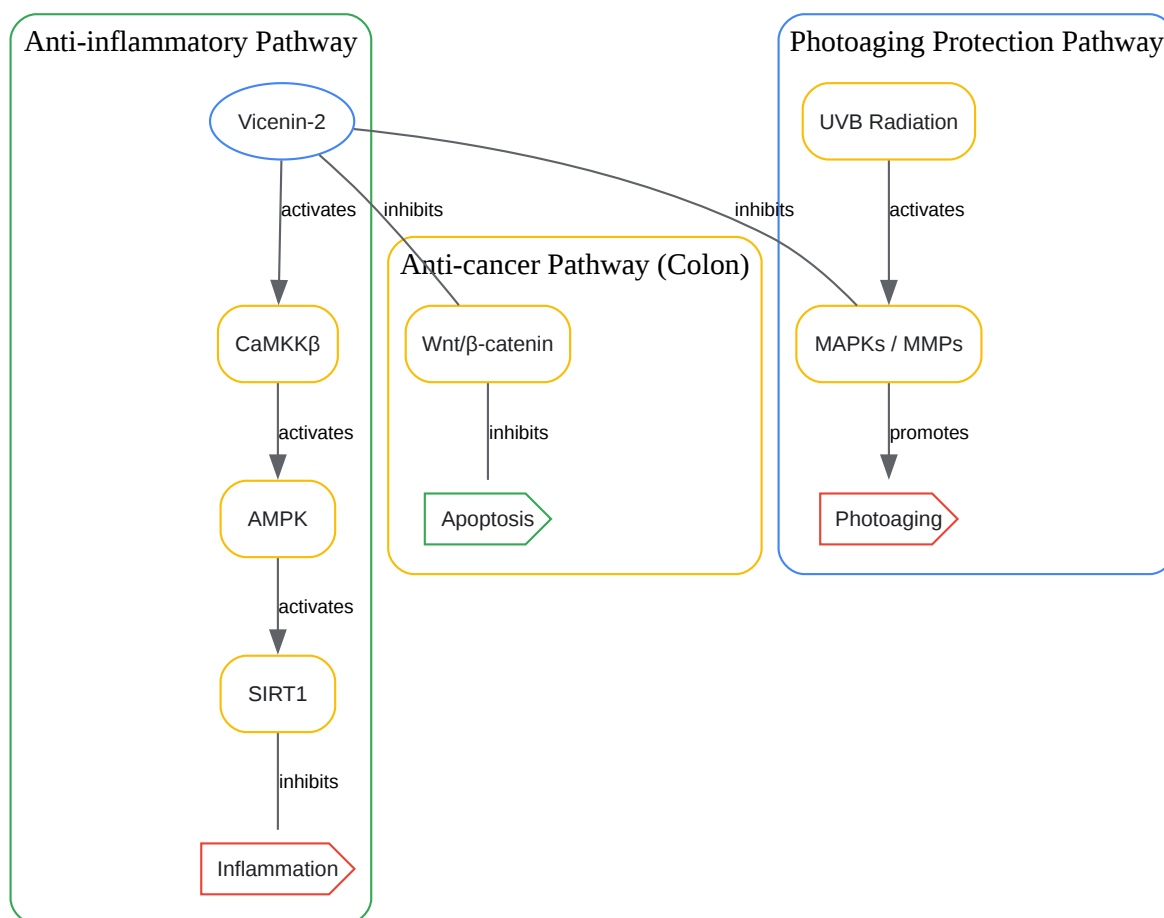 Anti-inflammatory Pathway
Photoaging Protection Pathway
Vicenin-2
UVB Radiation
activates
inhibits
inhibits
activates
Anti-cancer Pathway (Colon)
CaMKKβ
Wnt/β-catenin
MAPKs / MMPs
activates
inhibits
promotes
AMPK
Apoptosis
Photoaging
activates
SIRT1
inhibits
Inflammation